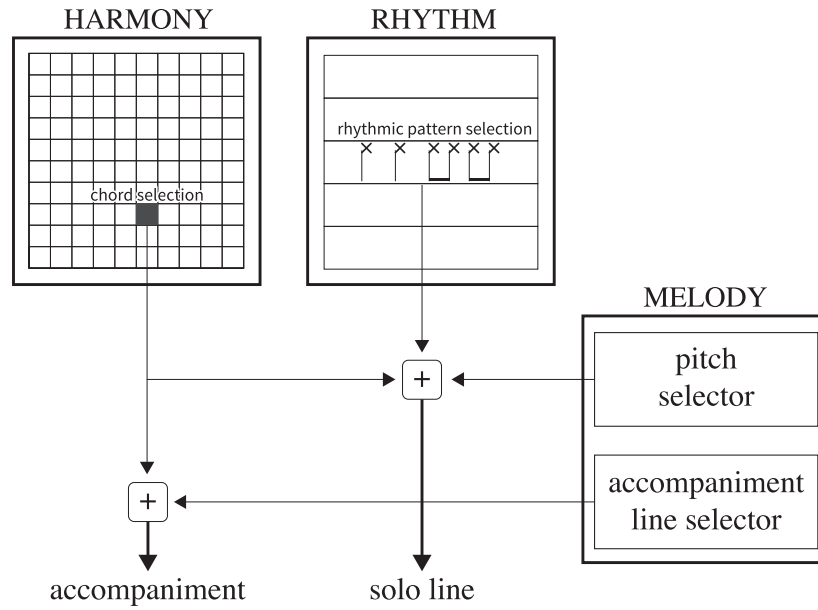 HARMONY
RHYTHM
rhythmic pattern selection
chord selection
MELODY
pitch
selector
+
accompaniment
line selector
+
accompaniment
solo line